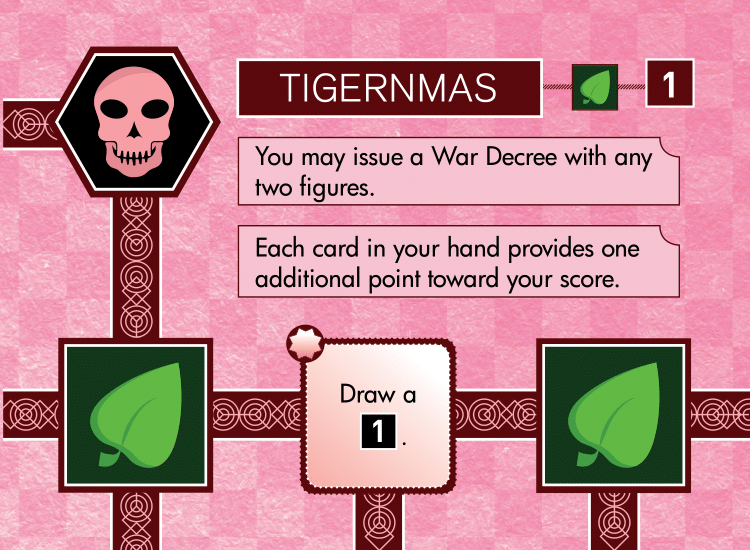 TIGERNMAS 1
You may issue a War Decree with any
two figures.
Each card in your hand provides one
additional point toward your score.
Draw a
1 .